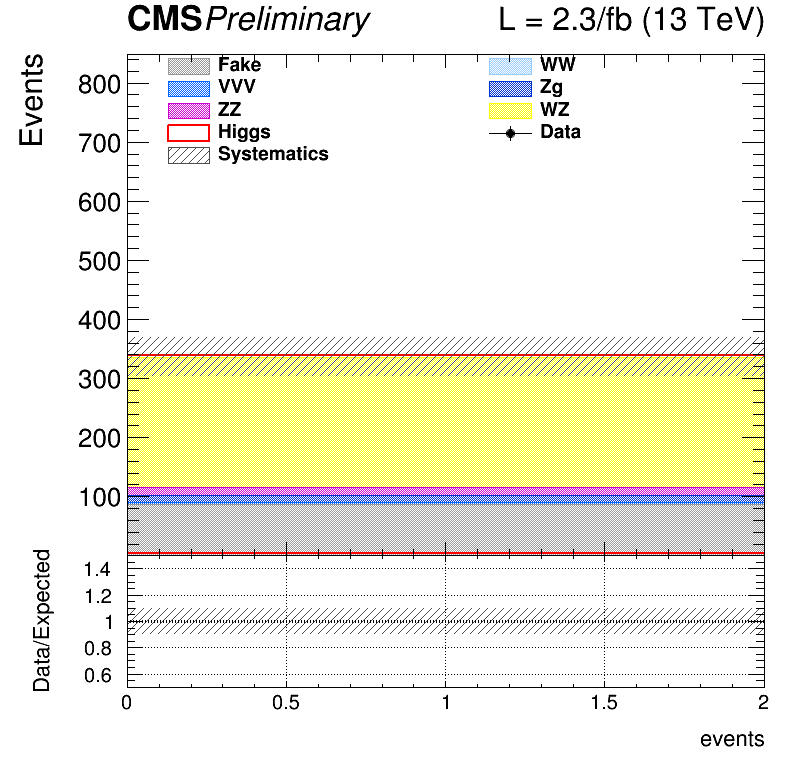 CMS Preliminary L = 2.3/fb (13 TeV)
Events
800
700
600
500
400
300
200
100
Fake WW
VVV Zg
ZZ WZ
Higgs Data
Systematics
Data/Expected
1.4
1.2
1
0.8
0.6
0 0.5 1 1.5 2
events